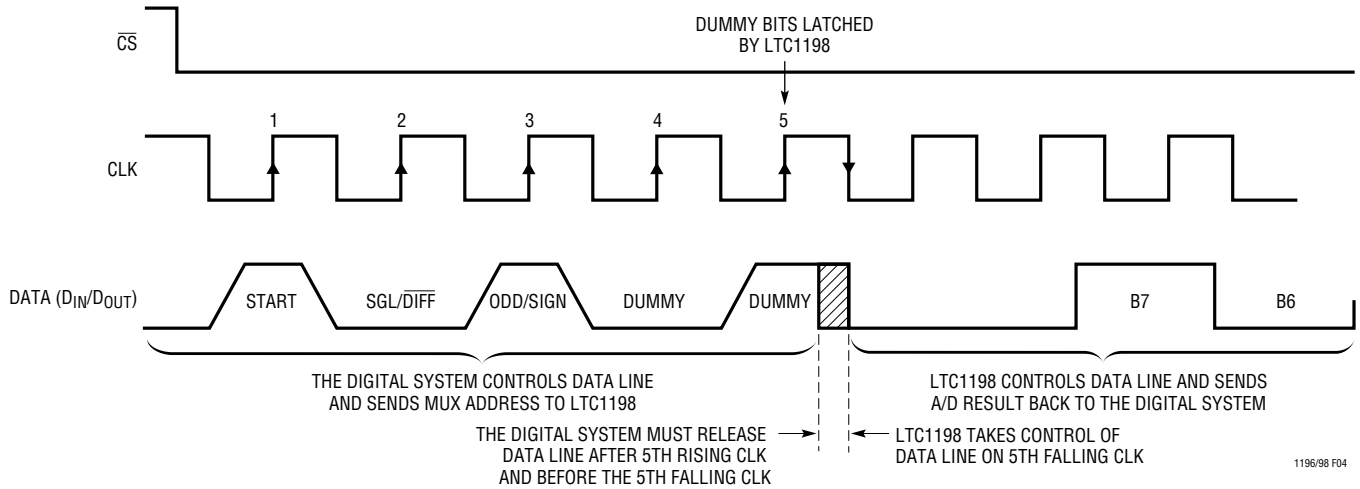 DUMMY BITS LATCHED
BY LTC1198
CS
1 2 3 4 5
CLK
DATA (DIN/DOUT)
START SGL/DIFF ODD/SIGN DUMMY DUMMY B7 B6
THE DIGITAL SYSTEM CONTROLS DATA LINE
AND SENDS MUX ADDRESS TO LTC1198
LTC1198 CONTROLS DATA LINE AND SENDS
A/D RESULT BACK TO THE DIGITAL SYSTEM
THE DIGITAL SYSTEM MUST RELEASE
DATA LINE AFTER 5TH RISING CLK
AND BEFORE THE 5TH FALLING CLK
LTC1198 TAKES CONTROL OF
DATA LINE ON 5TH FALLING CLK
1196/98 F04